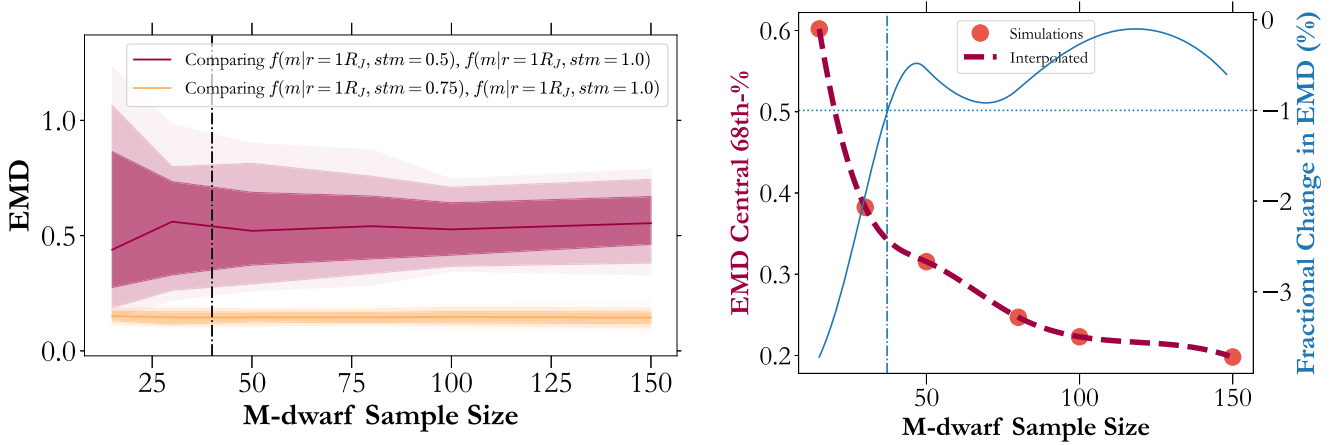 Comparing f(m|r = 1R_J, stm = 0.5), f(m|r = 1R_J, stm = 1.0)
Comparing f(m|r = 1R_J, stm = 0.75), f(m|r = 1R_J, stm = 1.0)
EMD
1.0
0.5
0.0
25
50
75
100
125
150
M-dwarf Sample Size
Simulations
Interpolated
EMD Central 68th-%
0.6
0.5
0.4
0.3
0.2
0
−1
−2
−3
Fractional Change in EMD (%)
50
100
150
M-dwarf Sample Size